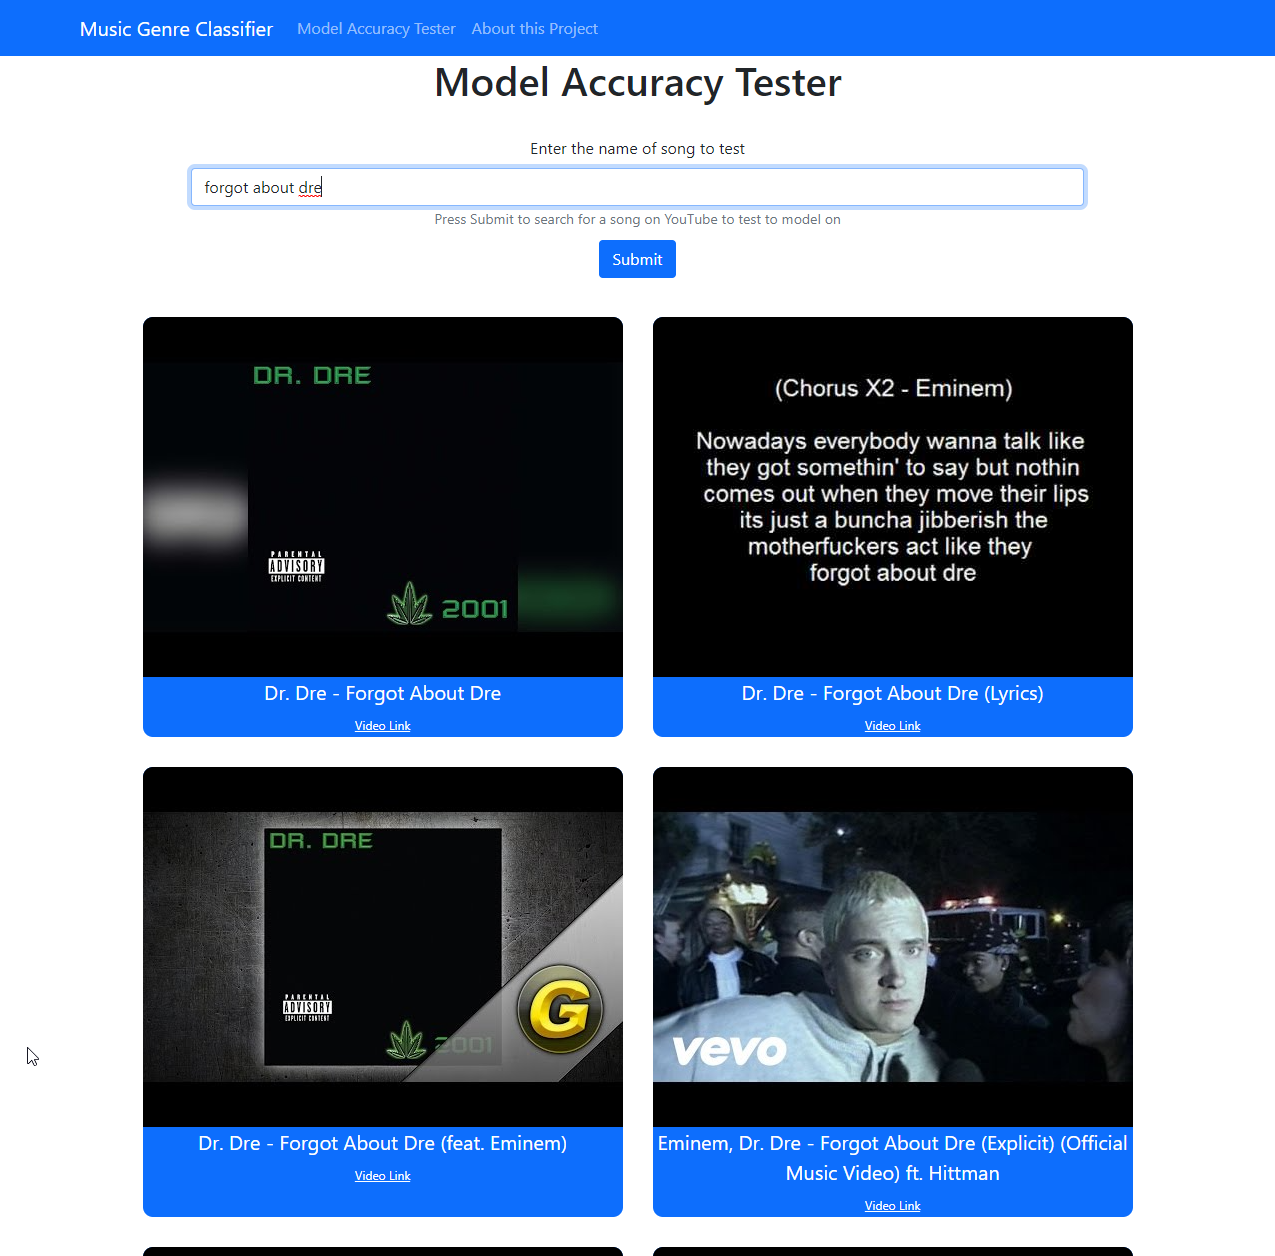 Music Genre Classifier Model Accuracy Tester About this Project
Model Accuracy Tester
Enter the name of song to test
forgot about dre
Press Submit to search for a song on YouTube to test to model on
Submit
DR. DRE
PARENTAL
ADVISORY
EXPLICIT CONTENT
2001
Dr. Dre - Forgot About Dre
Video Link
(Chorus X2 - Eminem)
Nowadays everybody wanna talk like
they got somethin' to say but nothin
comes out when they move their lips
its just a buncha jibberish the
motherfuckers act like they
forgot about dre
Dr. Dre - Forgot About Dre (Lyrics)
Video Link
DR. DRE
PARENTAL
ADVISORY
EXPLICIT CONTENT
2001
G
Dr. Dre - Forgot About Dre (feat. Eminem)
Video Link
vevo
Eminem, Dr. Dre - Forgot About Dre (Explicit) (Official
Music Video) ft. Hittman
Video Link